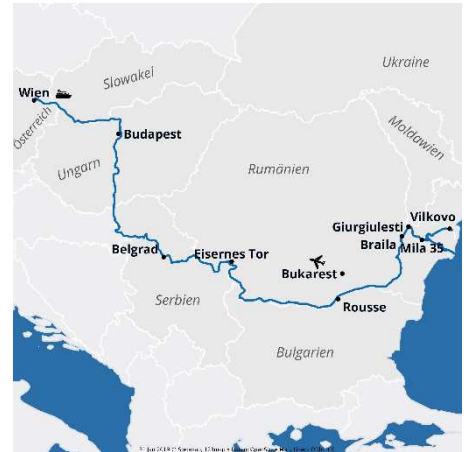 Ukraine
Slowakei
Wien
Österreich
Budapest
Moldawien
Ungarn
Rumänien
Vilkovo
Giurgiulesti
Braila
Mila 35
Belgrad
Eisernes Tor
Bukarest
Serbien
Rousse
Bulgarien